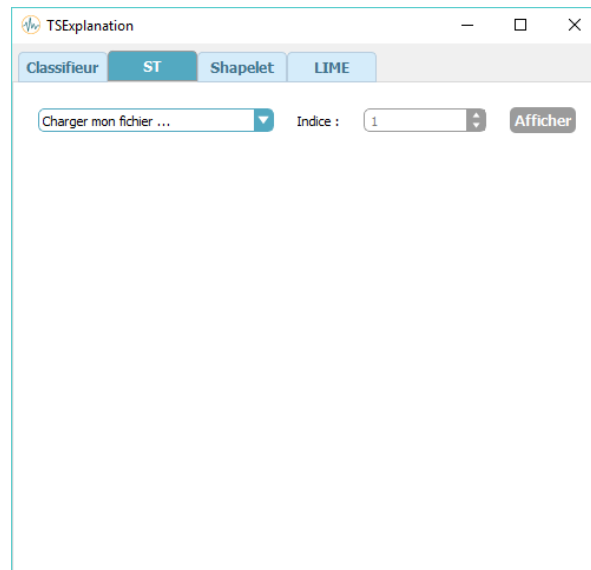 TSExplanation
Classifieur ST Shapelet LIME
Charger mon fichier ... Indice : 1 Afficher